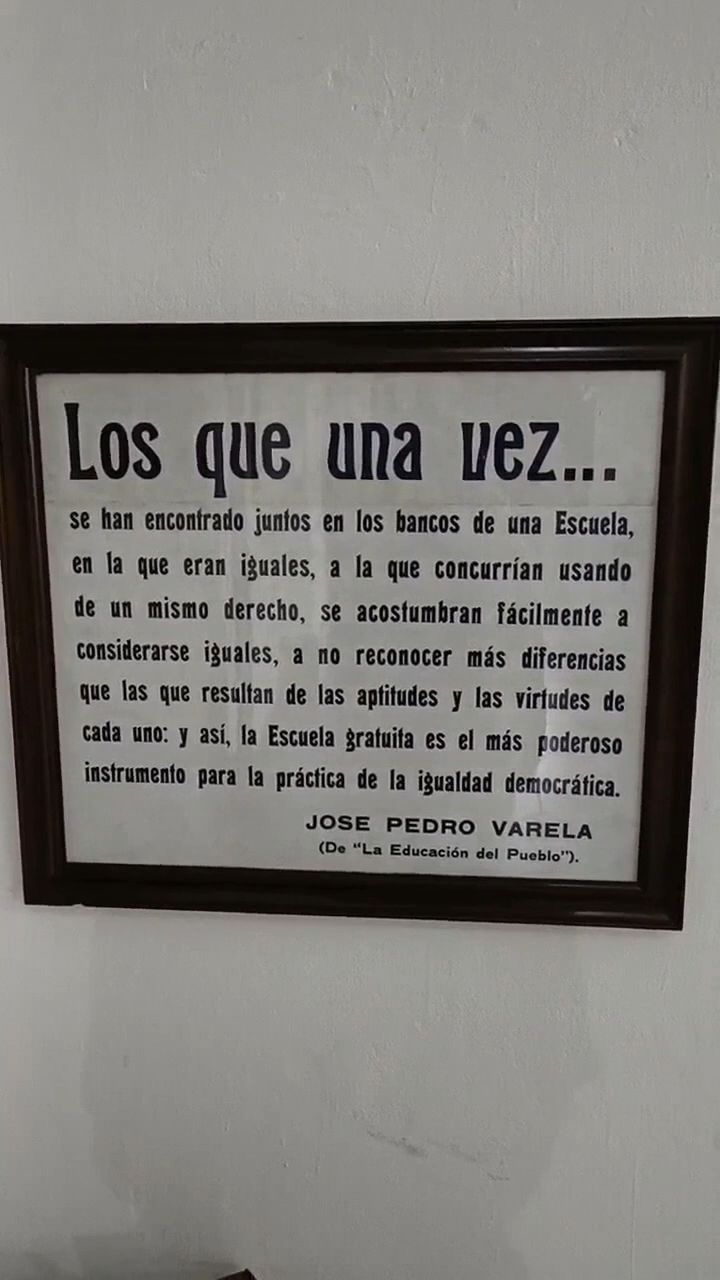 Los que una vez...
se han encontrado juntos en los bancos de una Escuela,
en la que eran iguales, a la que concurrían usando
de un mismo derecho, se acostumbran fácilmente a
considerarse iguales, a no reconocer más diferencias
que las que resultan de las aptitudes y las virtudes de
cada uno: y así, la Escuela gratuita es el más poderoso
instrumento para la práctica de la igualdad democrática.
JOSE PEDRO VARELA
(De "La Educación del Pueblo").